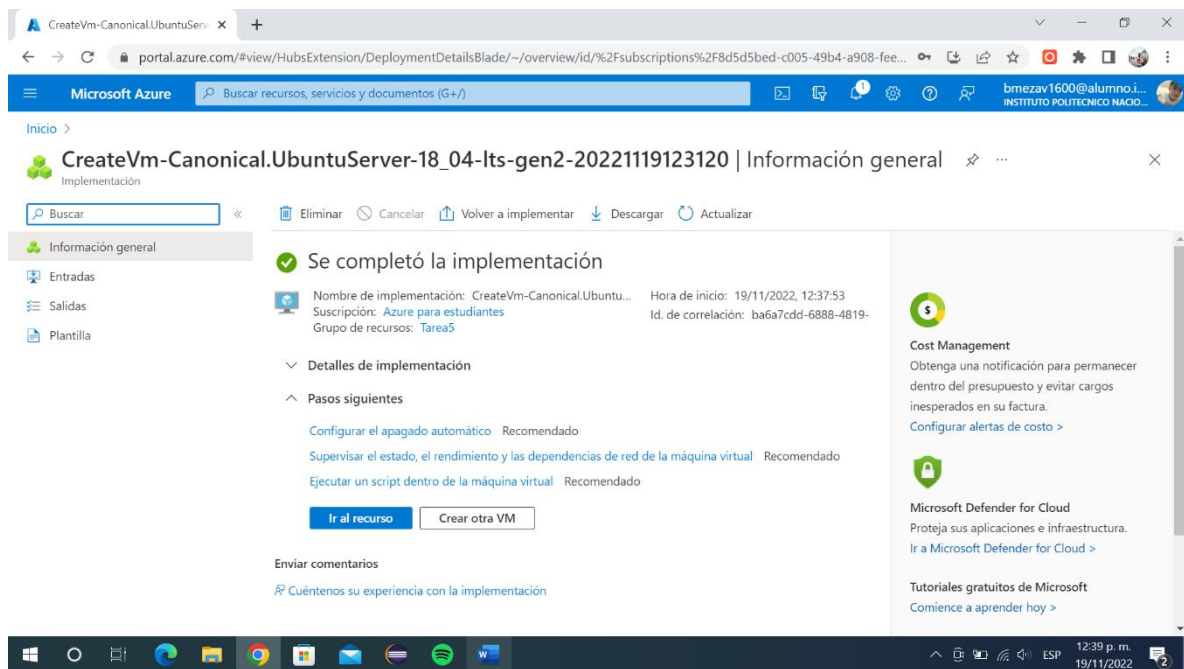 CreateVm-Canonical.UbuntuServ
portal.azure.com/#view/HubsExtension/DeploymentDetailsBlade/~/overview/id/%2Fsubscriptions%2F8d5d5bed-c005-49b4-a908-fee...
Microsoft Azure
Buscar recursos, servicios y documentos (G+/)
1
bmezav1600@alumno.i...
INSTITUTO POLITECNICO NACIO...
Inicio >
CreateVm-Canonical.UbuntuServer-18_04-lts-gen2-20221119123120 | Información general
Implementación
Buscar
Eliminar
Cancelar
Volver a implementar
Descargar
Actualizar
Información general
Entradas
Salidas
Plantilla
Se completó la implementación
Nombre de implementación: CreateVm-Canonical.Ubuntu...
Suscripción: Azure para estudiantes
Grupo de recursos: Tarea5
Hora de inicio: 19/11/2022, 12:37:53
Id. de correlación: ba6a7cdd-6888-4819-
Detalles de implementación
Pasos siguientes
Configurar el apagado automático Recomendado
Supervisar el estado, el rendimiento y las dependencias de red de la máquina virtual Recomendado
Ejecutar un script dentro de la máquina virtual Recomendado
Ir al recurso
Crear otra VM
Enviar comentarios
Cuéntenos su experiencia con la implementación
Cost Management
Obtenga una notificación para permanecer
dentro del presupuesto y evitar cargos
inesperados en su factura.
Configurar alertas de costo >
Microsoft Defender for Cloud
Proteja sus aplicaciones e infraestructura.
Ir a Microsoft Defender for Cloud >
Tutoriales gratuitos de Microsoft
Comience a aprender hoy >
ESP
12:39 p. m.
19/11/2022
2